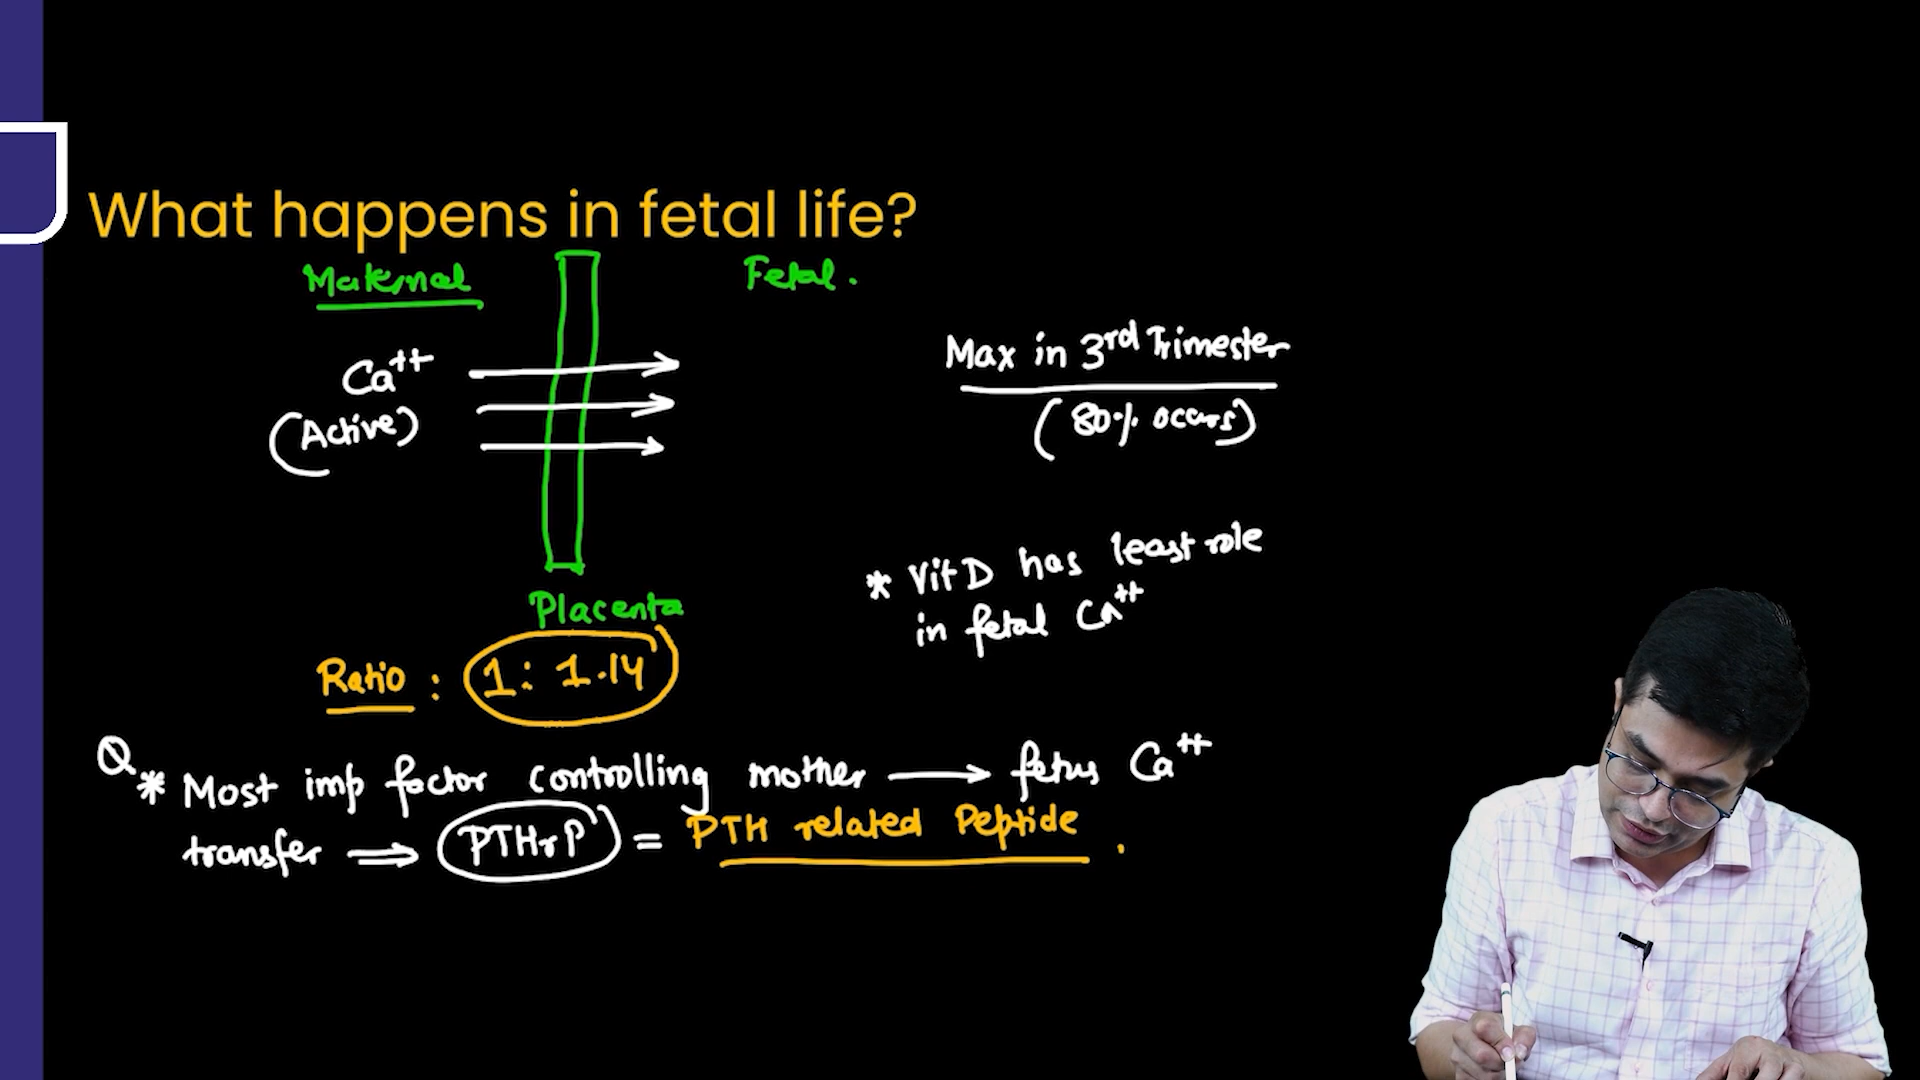 What happens in fetal life?
Maternal
Fetal.
Ca++
(Active)
Max in 3rd Trimester
(80% occurs)
Placenta
* Vit D has least role
in fetal Ca++
Ratio : 1 : 1.14
Q * Most imp factor controlling mother → fetus Ca++
transfer ⇒ PTHrP = PTH related Peptide .